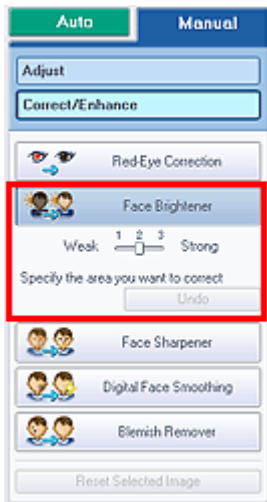 Auto Manual
Adjust
Correct/Enhance
Red-Eye Correction
Face Brightener
1 2 3
Weak Strong
Specify the area you want to correct
Undo
Face Sharpener
Digital Face Smoothing
Blemish Remover
Reset Selected Image